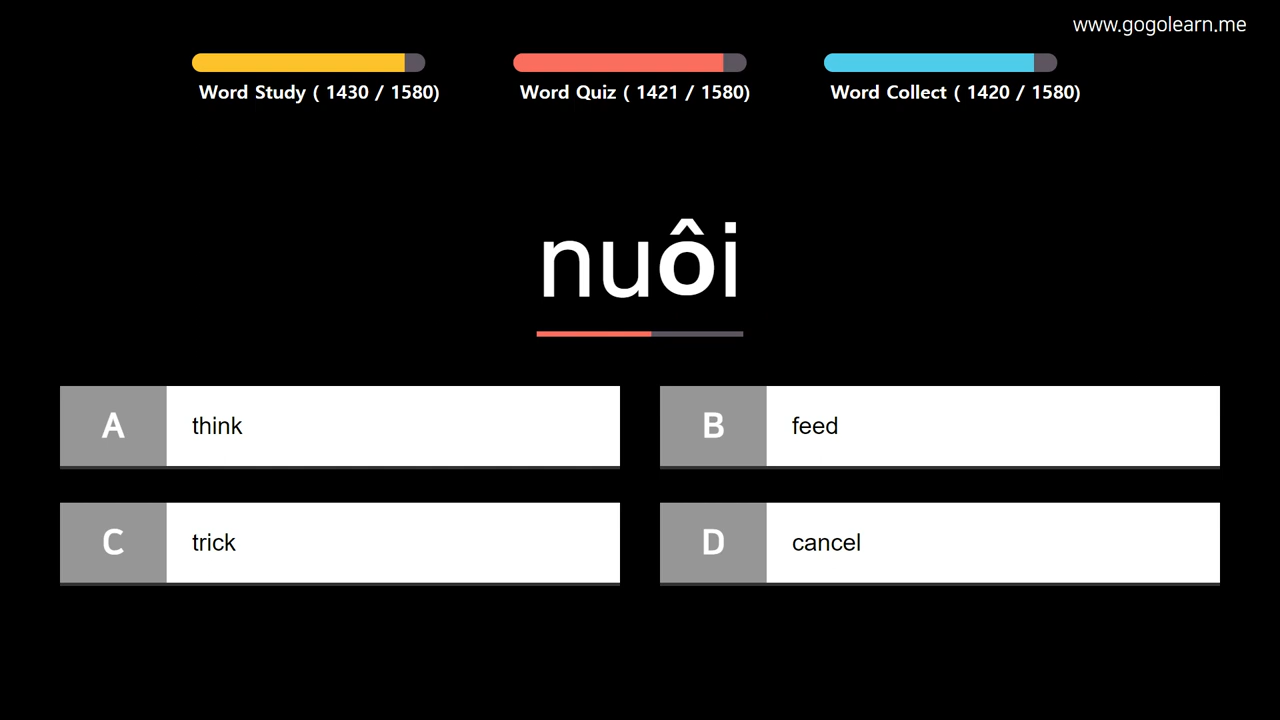 www.gogolearn.me
Word Study ( 1430 / 1580)
Word Quiz ( 1421 / 1580)
Word Collect ( 1420 / 1580)
nuôi
A think
B feed
C trick
D cancel